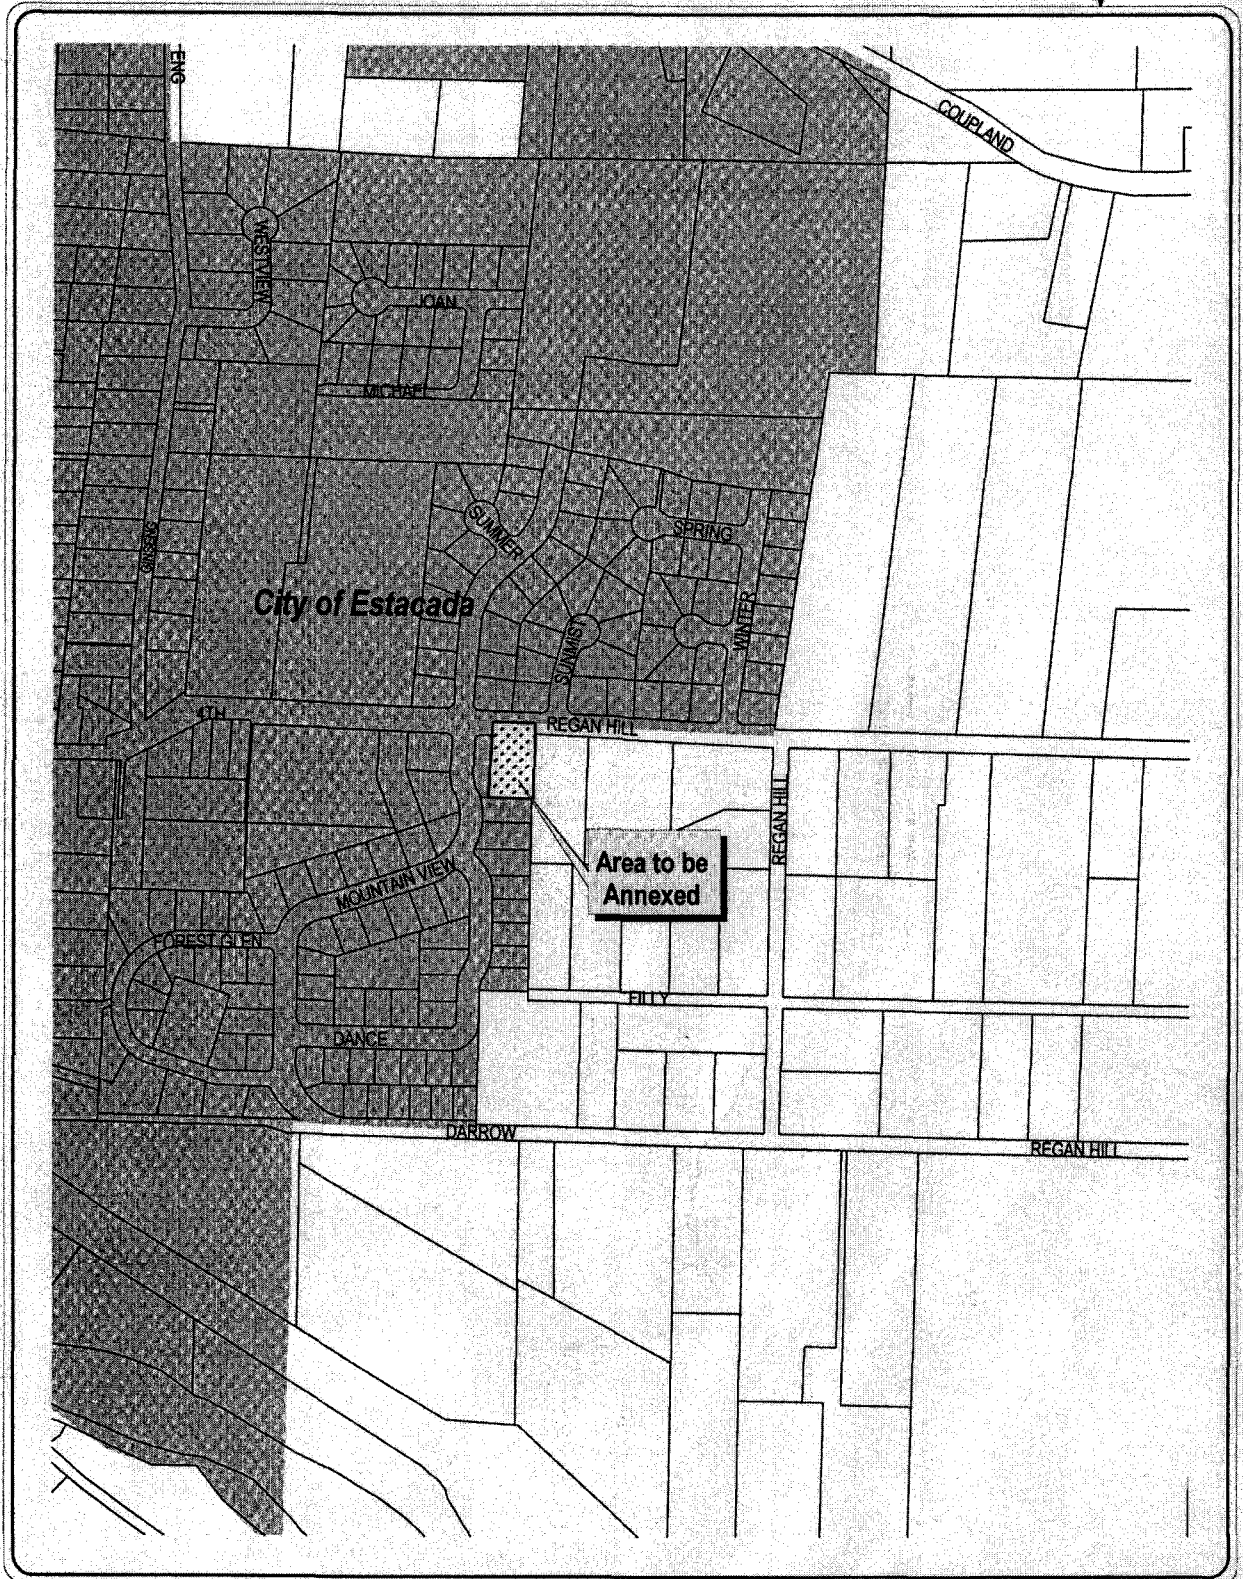 ENG
COUPLAND
WESTVIEW
JOAN
MICHAEL
SUMMER
SPRING
City of Estacada
WINTER
SUNMIST
4TH
REGAN HILL
REGAN HILL
Area to be
Annexed
MOUNTAIN VIEW
FOREST GLEN
FILLY
DANCE
DARROW
REGAN HILL